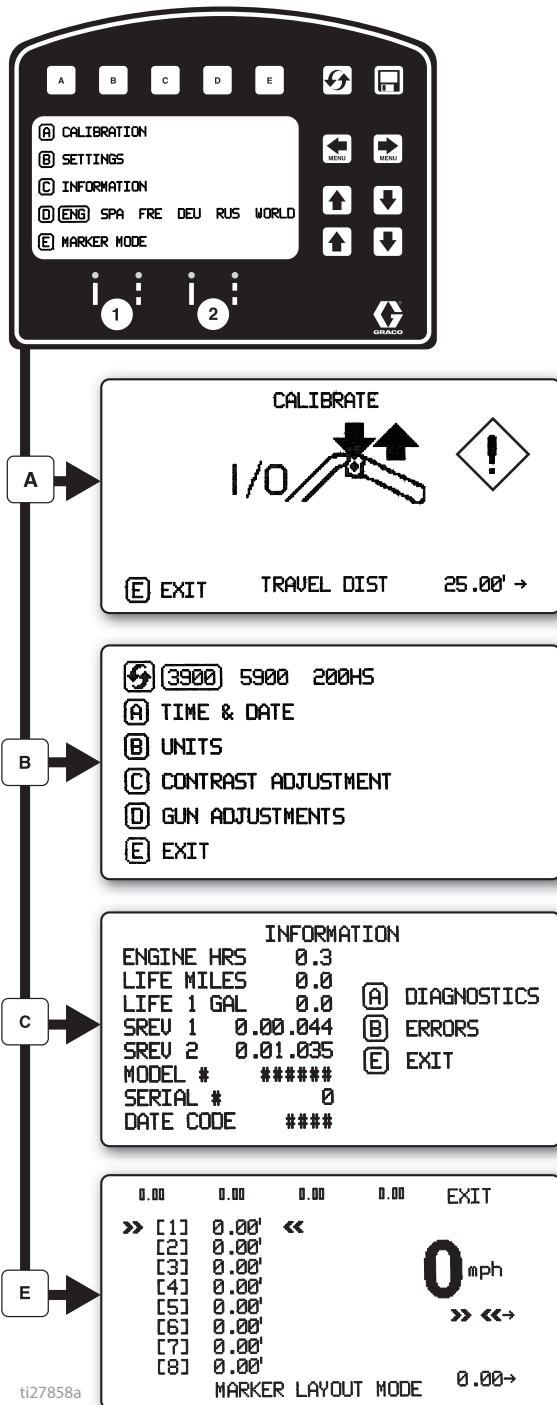 A B C D E
MENU MENU
A CALIBRATION
B SETTINGS
C INFORMATION
D ENG SPA FRE DEU RUS WORLD
E MARKER MODE
1 2
GRACO
A
CALIBRATE
I/O
!
E EXIT TRAVEL DIST 25.00' →
B
3900 5900 200HS
A TIME & DATE
B UNITS
C CONTRAST ADJUSTMENT
D GUN ADJUSTMENTS
E EXIT
C
INFORMATION
ENGINE HRS 0.3
LIFE MILES 0.0
LIFE 1 GAL 0.0
SREV 1 0.00.044
SREV 2 0.01.035
MODEL # ######
SERIAL # 0
DATE CODE ####
A DIAGNOSTICS
B ERRORS
E EXIT
E
0.00 0.00 0.00 0.00 EXIT
» [1] 0.00' «
[2] 0.00'
[3] 0.00'
[4] 0.00'
[5] 0.00'
[6] 0.00'
[7] 0.00'
[8] 0.00'
0 mph
» «→
MARKER LAYOUT MODE 0.00→
ti27858a